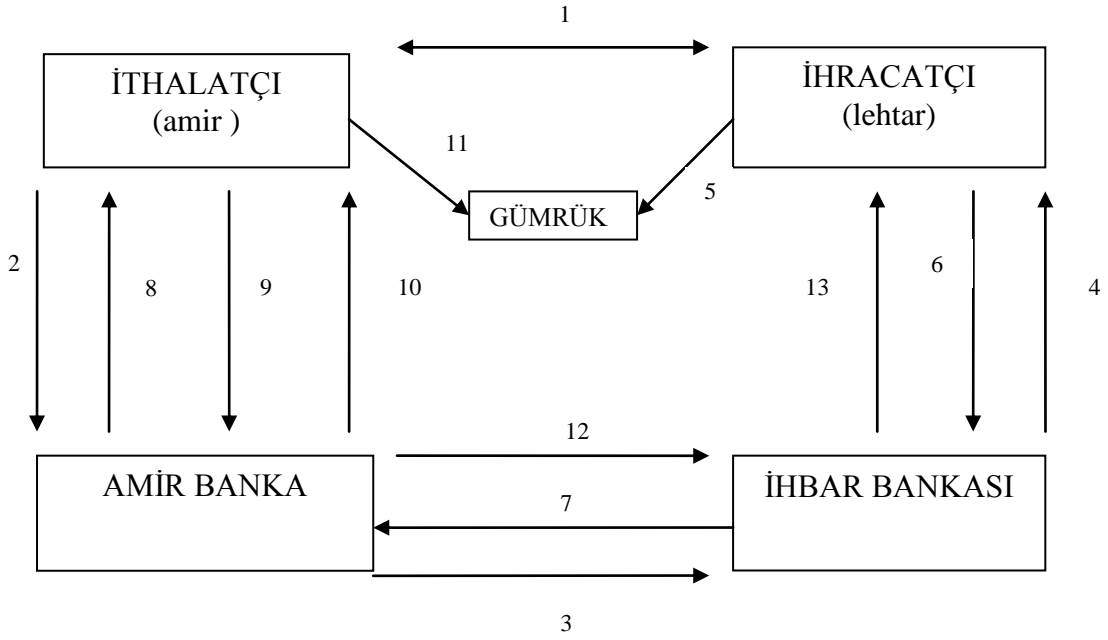 1
İTHALATÇI
(amir )
İHRACATÇI
(lehtar)
11
5
GÜMRÜK
2
8
9
10
13
6
4
12
AMİR BANKA
İHBAR BANKASI
7
3